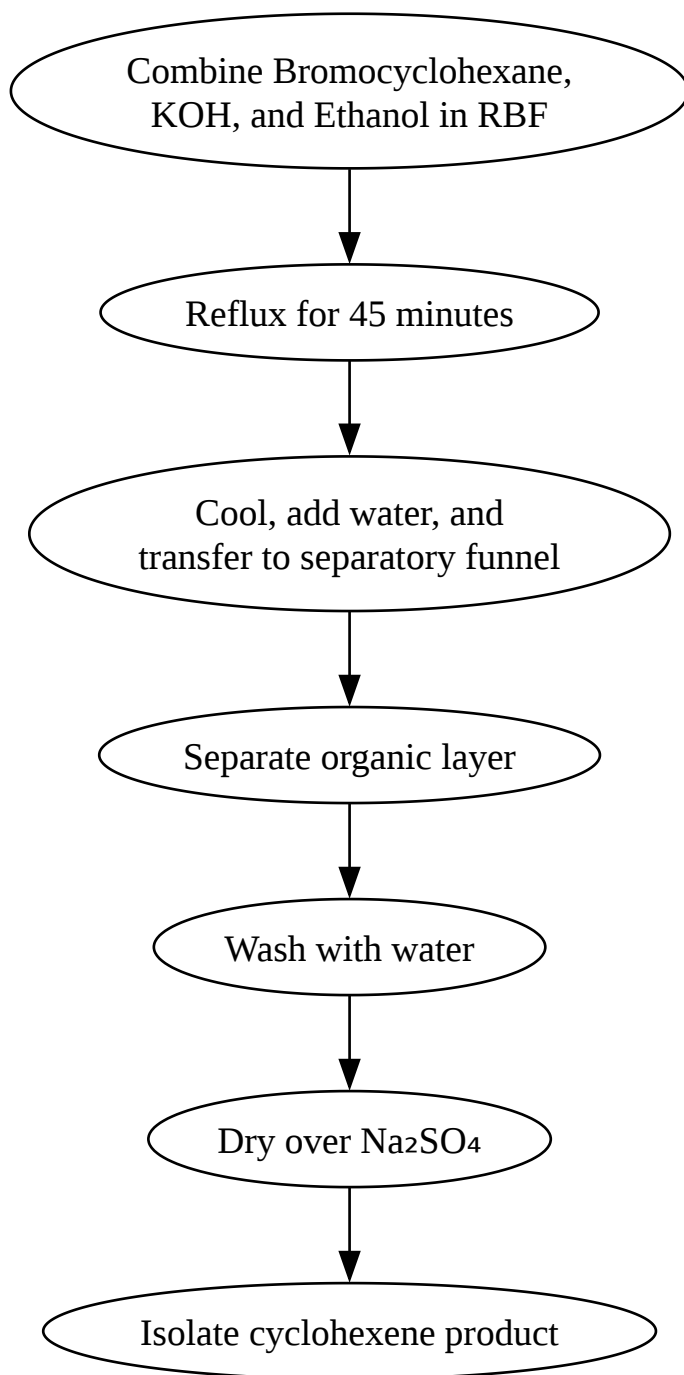 Combine Bromocyclohexane,
KOH, and Ethanol in RBF
Reflux for 45 minutes
Cool, add water, and
transfer to separatory funnel
Separate organic layer
Wash with water
Dry over Na₂SO₄
Isolate cyclohexene product